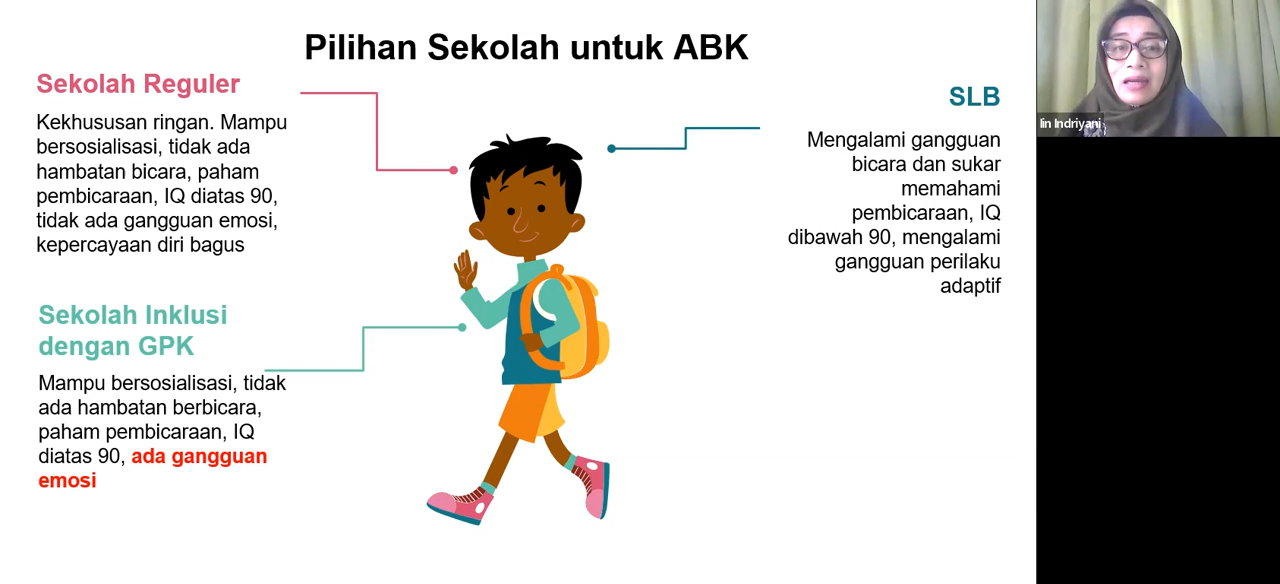 Pilihan Sekolah untuk ABK
Sekolah Reguler
Kekhususan ringan. Mampu
bersosialisasi, tidak ada
hambatan bicara, paham
pembicaraan, IQ diatas 90,
tidak ada gangguan emosi,
kepercayaan diri bagus
Sekolah Inklusi
dengan GPK
Mampu bersosialisasi, tidak
ada hambatan berbicara,
paham pembicaraan, IQ
diatas 90, ada gangguan
emosi
SLB
Mengalami gangguan
bicara dan sukar
memahami
pembicaraan, IQ
dibawah 90, mengalami
gangguan perilaku
adaptif
Iin Indriyani